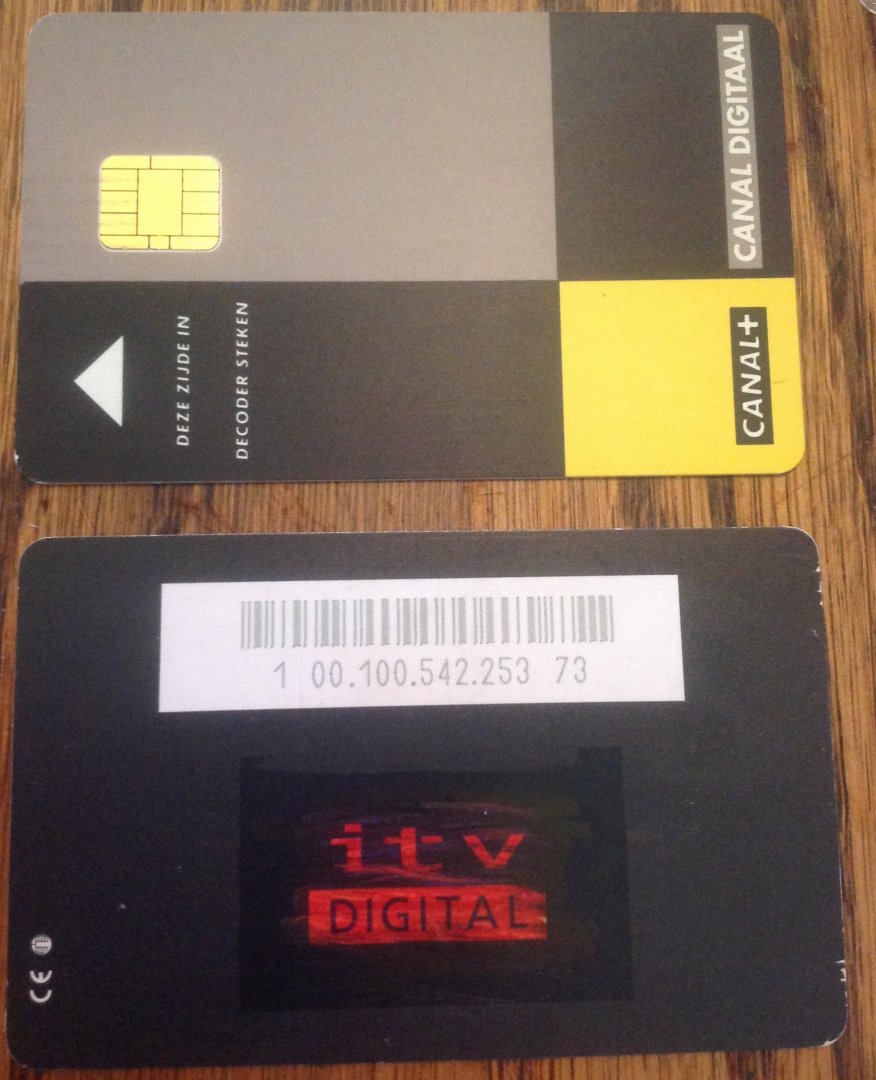 CANAL DIGITAAL
CANAL+
DEZE ZIJDE IN
DECODER STEKEN
1 00.100.542.253 73
itv
DIGITAL
CE